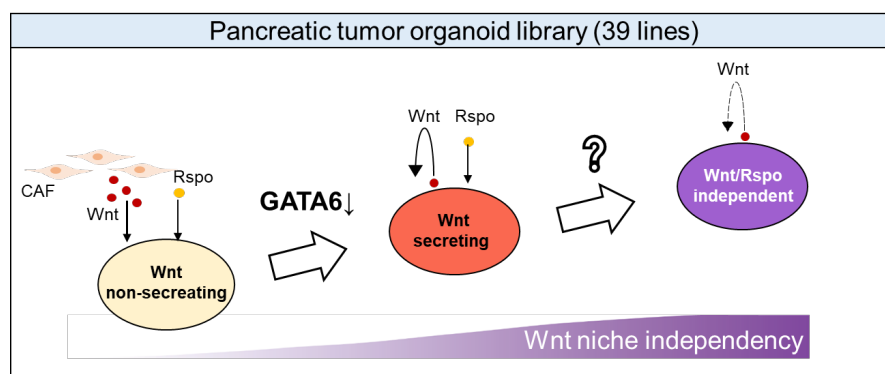 Pancreatic tumor organoid library (39 lines)
Wnt
Wnt Rspo
Rspo
CAF
Wnt
?
GATA6↓
Wnt
non-secreating
Wnt
secreting
Wnt/Rspo
independent
Wnt niche independency